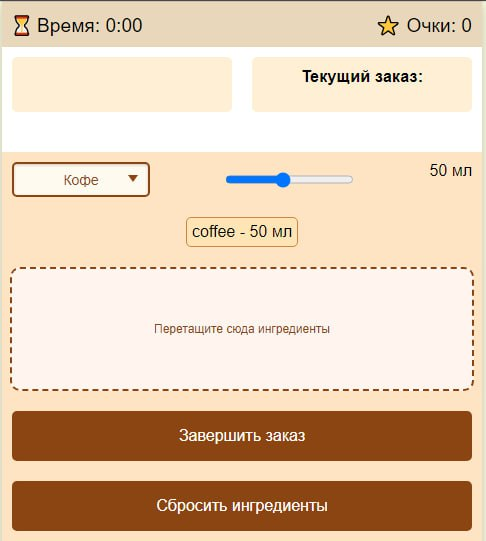 Время: 0:00
Очки: 0
Текущий заказ:
Кофе
50 мл
coffee - 50 мл
Перетащите сюда ингредиенты
Завершить заказ
Сбросить ингредиенты